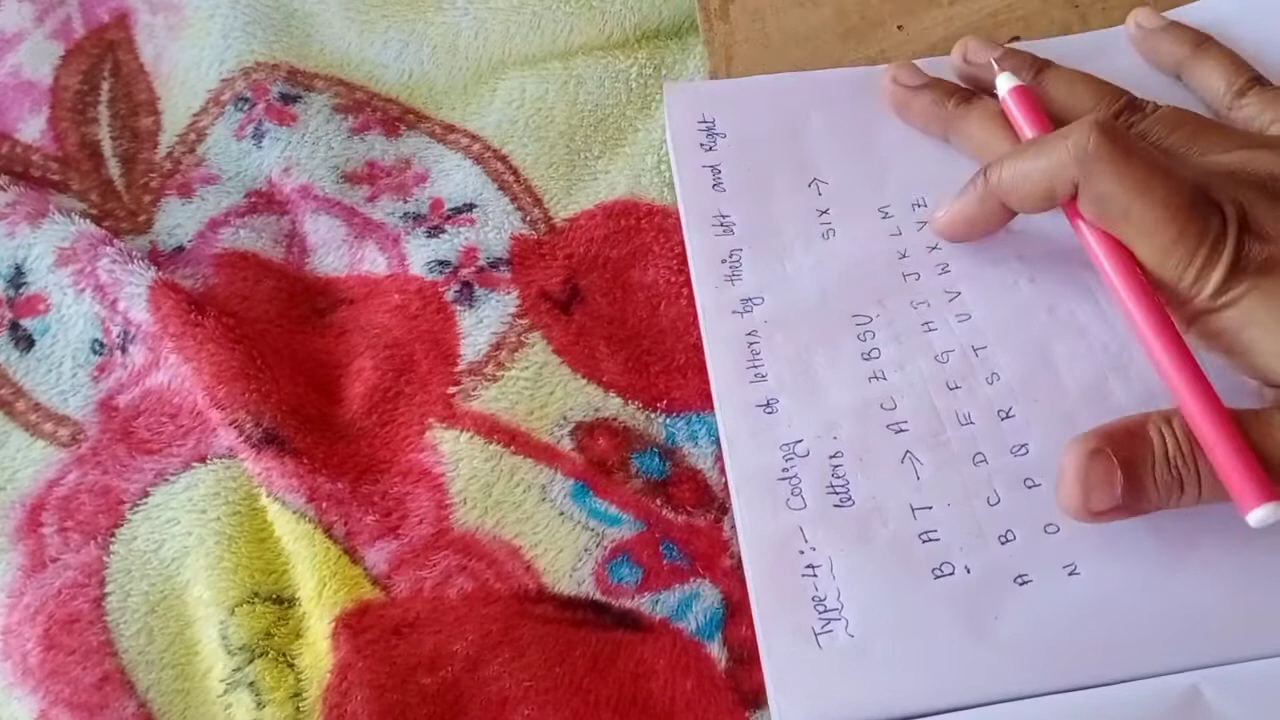 Type-4:- Coding of letters by their left and right
letters.
BAT → ACZBSU SIX →
A B C D E F G H I J K L M
N O P Q R S T U V W X Y Z